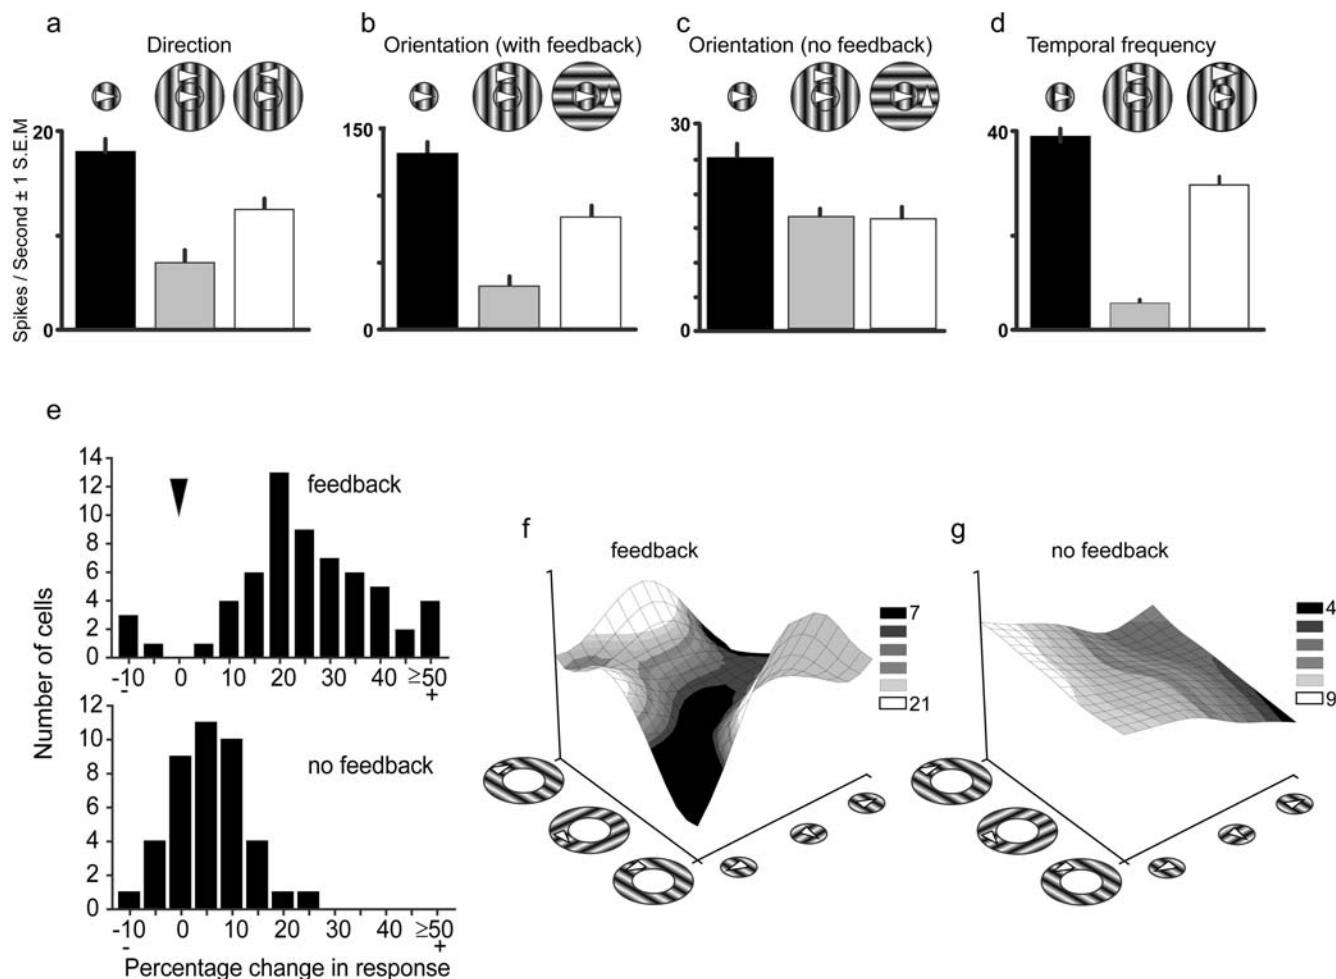 a
Direction
b
Orientation (with feedback)
c
Orientation (no feedback)
d
Temporal frequency
Spikes / Second ± 1 S.E.M
20
0
150
0
30
0
40
0
e
Number of cells
14
12
10
8
6
4
2
0
feedback
-10 0 10 20 30 40 ≥50
- +
12
10
8
6
4
2
0
no feedback
-10 0 10 20 30 40 ≥50
- +
Percentage change in response
f
feedback
7
21
g
no feedback
4
9